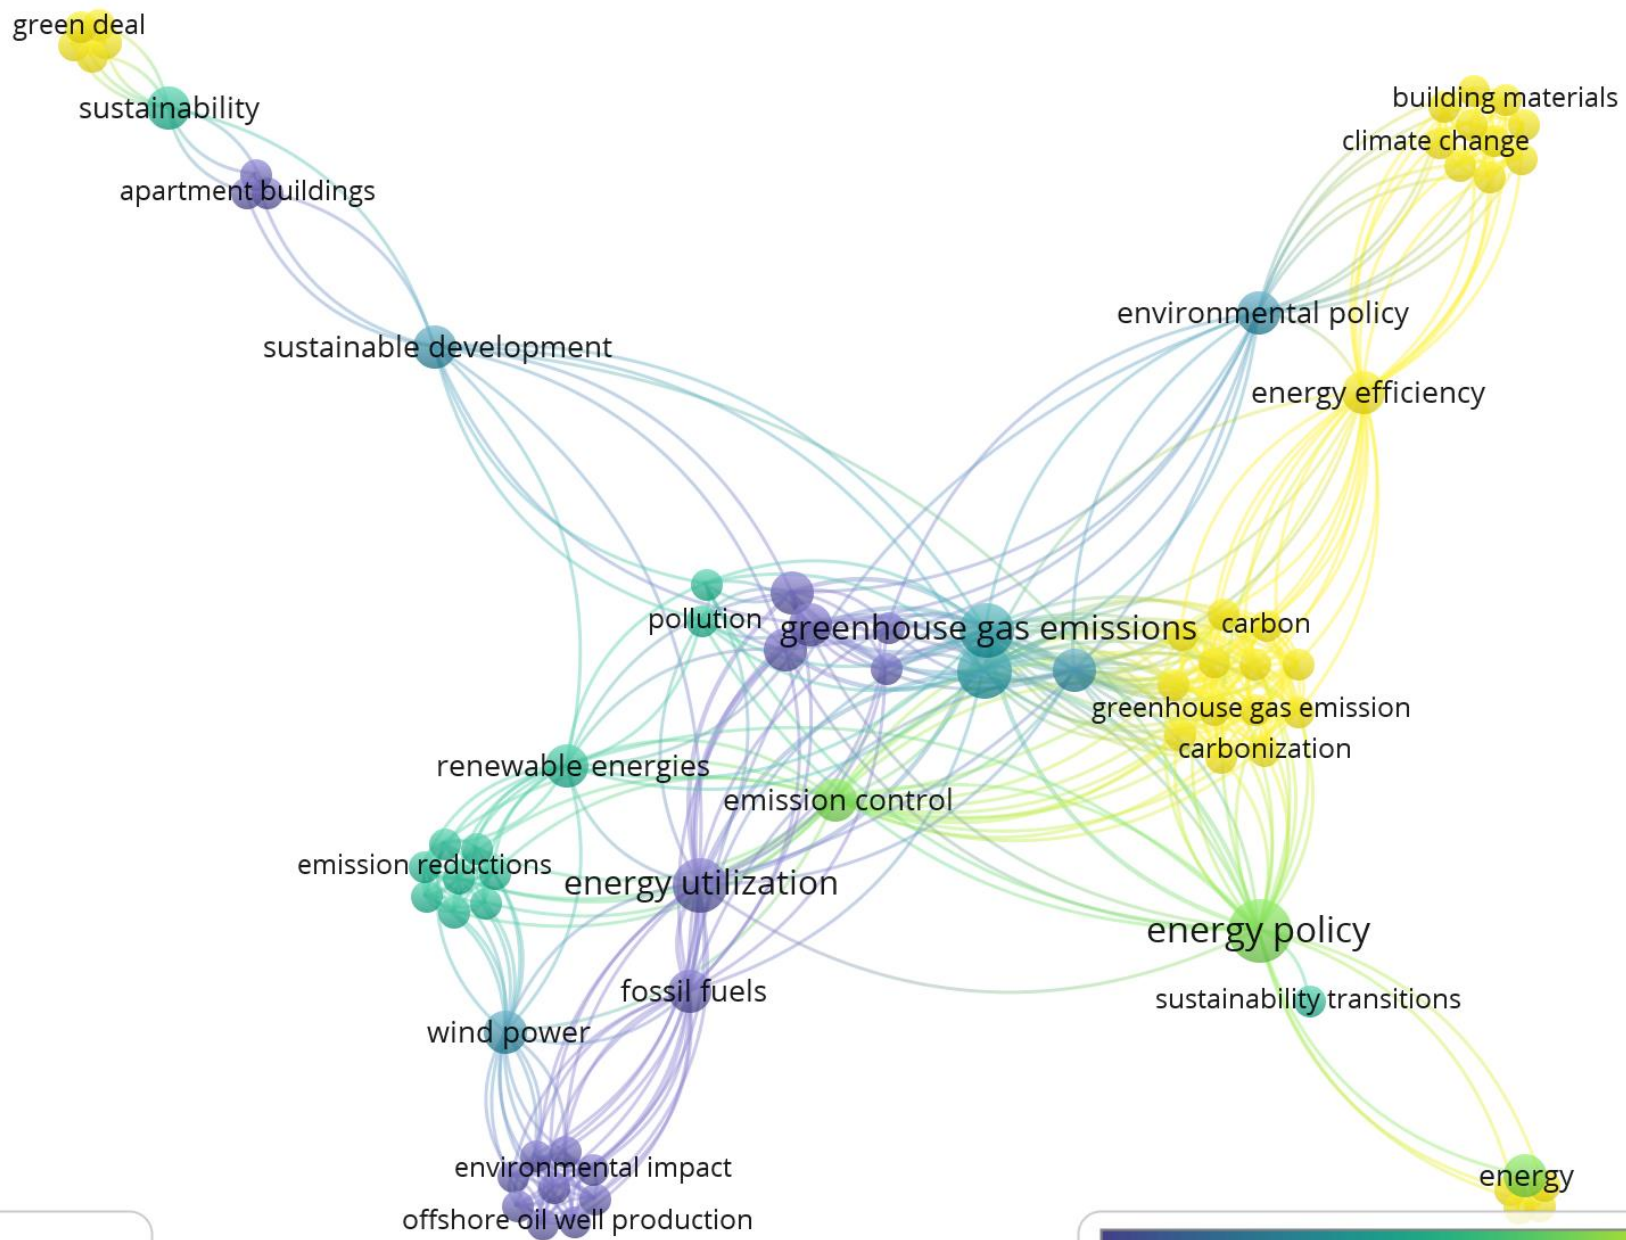 green deal
sustainability
apartment buildings
sustainable development
building materials
climate change
environmental policy
energy efficiency
pollution
greenhouse gas emissions
carbon
greenhouse gas emission
carbonization
renewable energies
emission control
emission reductions
energy utilization
energy policy
fossil fuels
sustainability transitions
wind power
environmental impact
energy
offshore oil well production